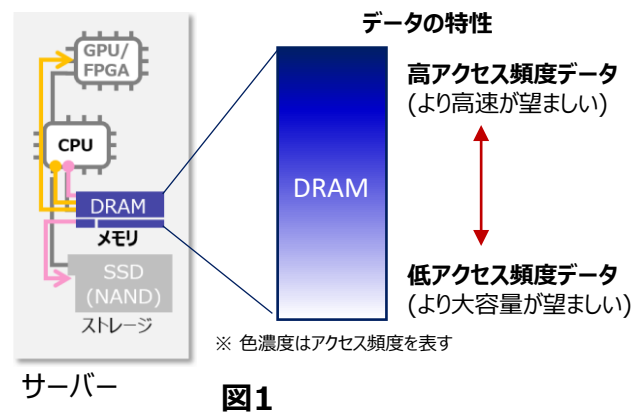 データの特性
GPU/
FPGA
CPU
DRAM
メモリ
SSD
(NAND)
ストレージ
サーバー
DRAM
高アクセス頻度データ
(より高速が望ましい)
低アクセス頻度データ
(より大容量が望ましい)
※ 色濃度はアクセス頻度を表す
図1